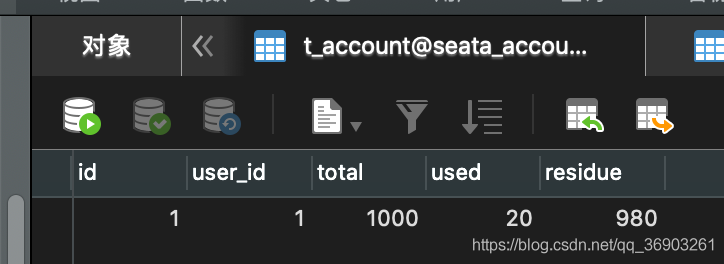 对象
t_account@seata_accou...
id user_id total used residue
1 1 1000 20 980
https://blog.csdn.net/qq_36903261